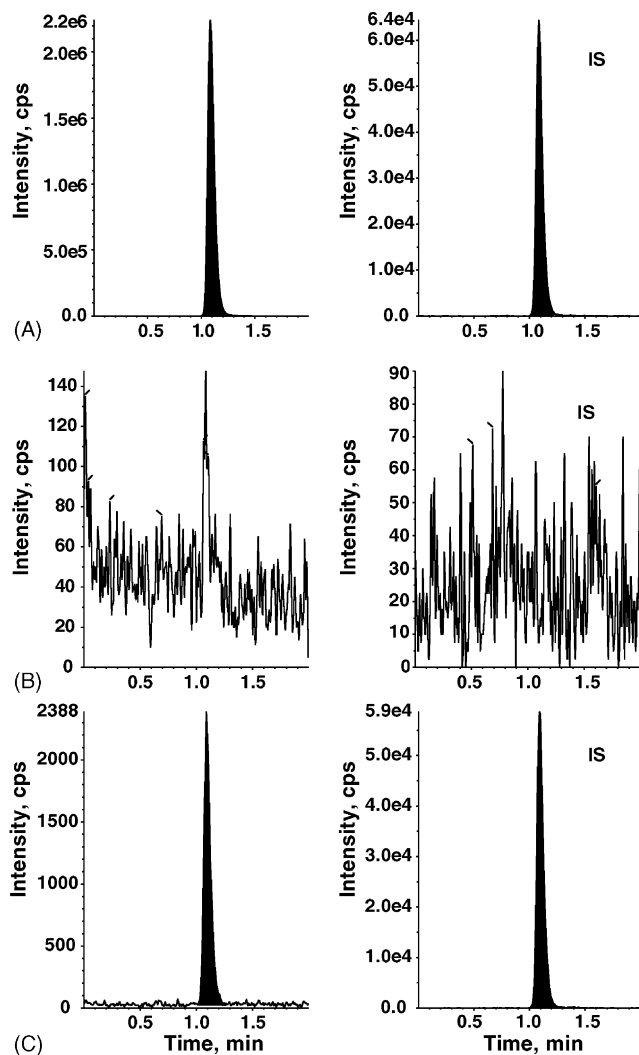 2.2e6
2.0e6
1.5e6
1.0e6
5.0e5
0.0
Intensity, cps
0.5 1.0 1.5
6.4e4
6.0e4
5.0e4
4.0e4
3.0e4
2.0e4
1.0e4
0.0
Intensity, cps
IS
0.5 1.0 1.5
(A)
140
120
100
80
60
40
20
0
Intensity, cps
0.5 1.0 1.5
90
80
70
60
50
40
30
20
10
0
Intensity, cps
IS
0.5 1.0 1.5
(B)
2388
2000
1500
1000
500
0
Intensity, cps
0.5 1.0 1.5
Time, min
5.9e4
5.0e4
4.0e4
3.0e4
2.0e4
1.0e4
0.0
Intensity, cps
IS
0.5 1.0 1.5
Time, min
(C)